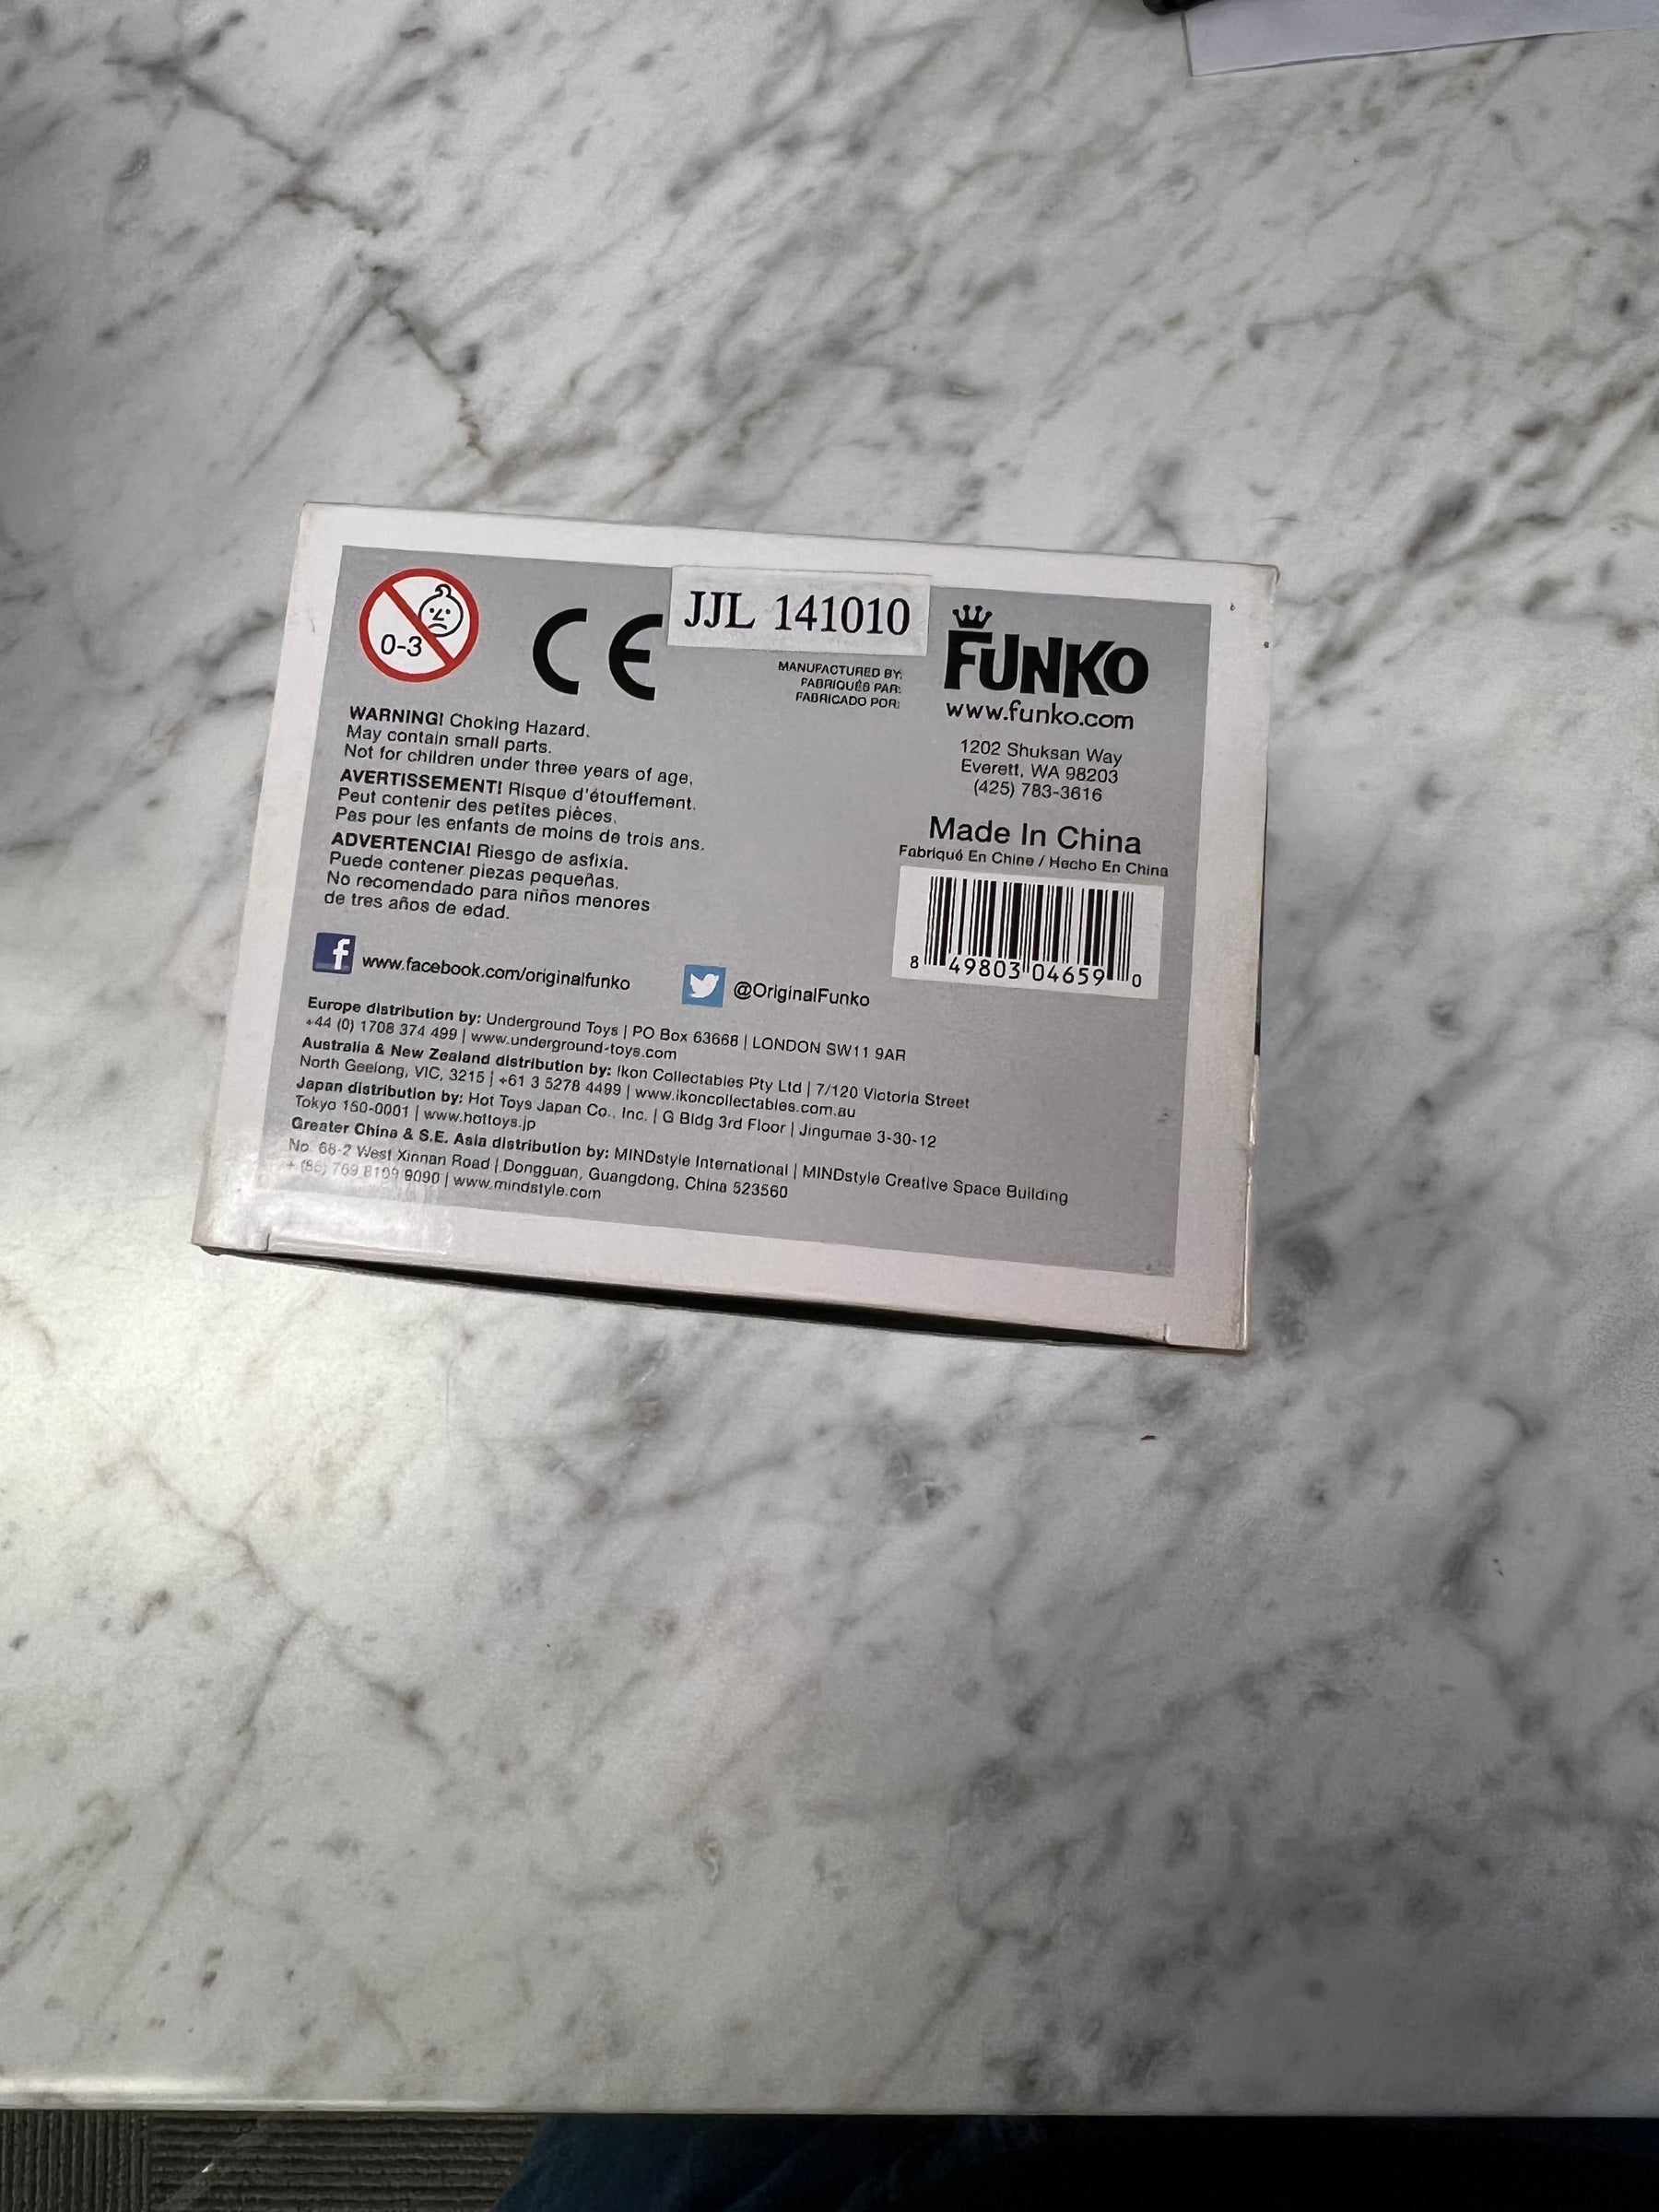 0-3
CE
JJL 141010
MANUFACTURED BY:
FABRIQUÉS PAR:
FABRICADO POR:
FUNKO
www.funko.com
1202 Shuksan Way
Everett, WA 98203
(425) 783-3616
Made In China
Fabriqué En Chine / Hecho En China
8 49803 04659 0
WARNING! Choking Hazard.
May contain small parts.
Not for children under three years of age.
AVERTISSEMENT! Risque d'étouffement.
Peut contenir des petites pièces.
Pas pour les enfants de moins de trois ans.
ADVERTENCIA! Riesgo de asfixia.
Puede contener piezas pequeñas.
No recomendado para niños menores
de tres años de edad.
f www.facebook.com/originalfunko
@OriginalFunko
Europe distribution by: Underground Toys | PO Box 63668 | LONDON SW11 9AR
+44 (0) 1708 374 499 | www.underground-toys.com
Australia & New Zealand distribution by: Ikon Collectables Pty Ltd | 7/120 Victoria Street
North Geelong, VIC, 3215 | +61 3 5278 4499 | www.ikoncollectables.com.au
Japan distribution by: Hot Toys Japan Co., Inc. | G Bldg 3rd Floor | Jingumae 3-30-12
Tokyo 150-0001 | www.hottoys.jp
Greater China & S.E. Asia distribution by: MINDstyle International | MINDstyle Creative Space Building
No. 68-2 West Xinnan Road | Dongguan, Guangdong, China 523560
+ (86) 769 8109 9090 | www.mindstyle.com